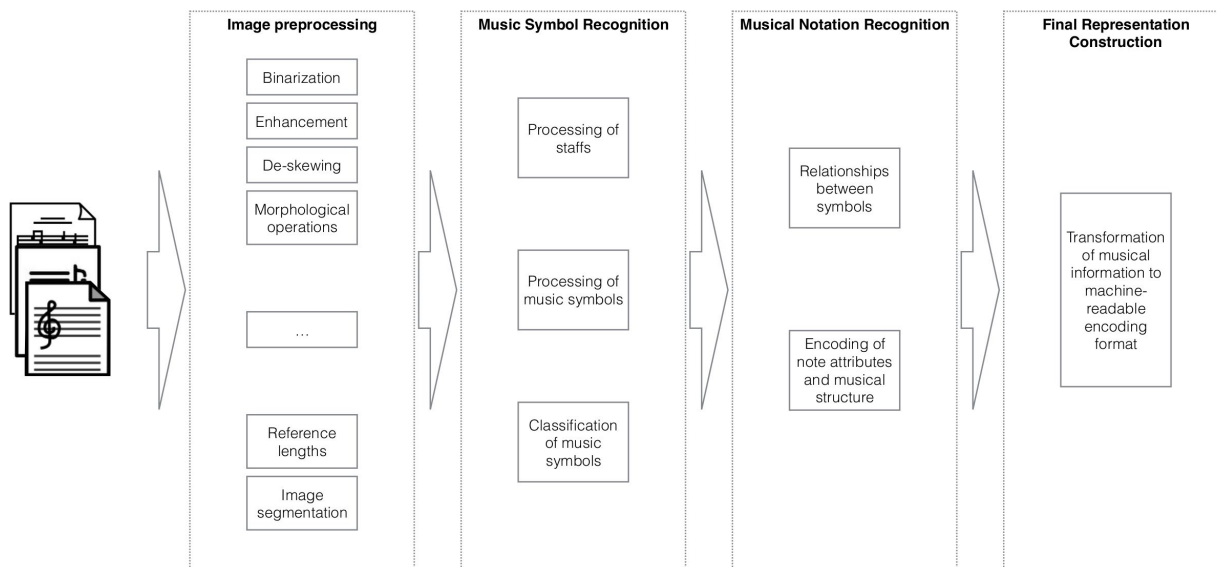 Image preprocessing
Binarization
Enhancement
De-skewing
Morphological
operations
...
Reference
lengths
Image
segmentation
Music Symbol Recognition
Processing of
staffs
Processing
of music symbols
Classification
of music
symbols
Musical Notation Recognition
Relationships
between
symbols
Encoding of
note attributes
and musical
structure
Final Representation
Construction
Transformation
of musical
information to
machine-
readable
encoding
format